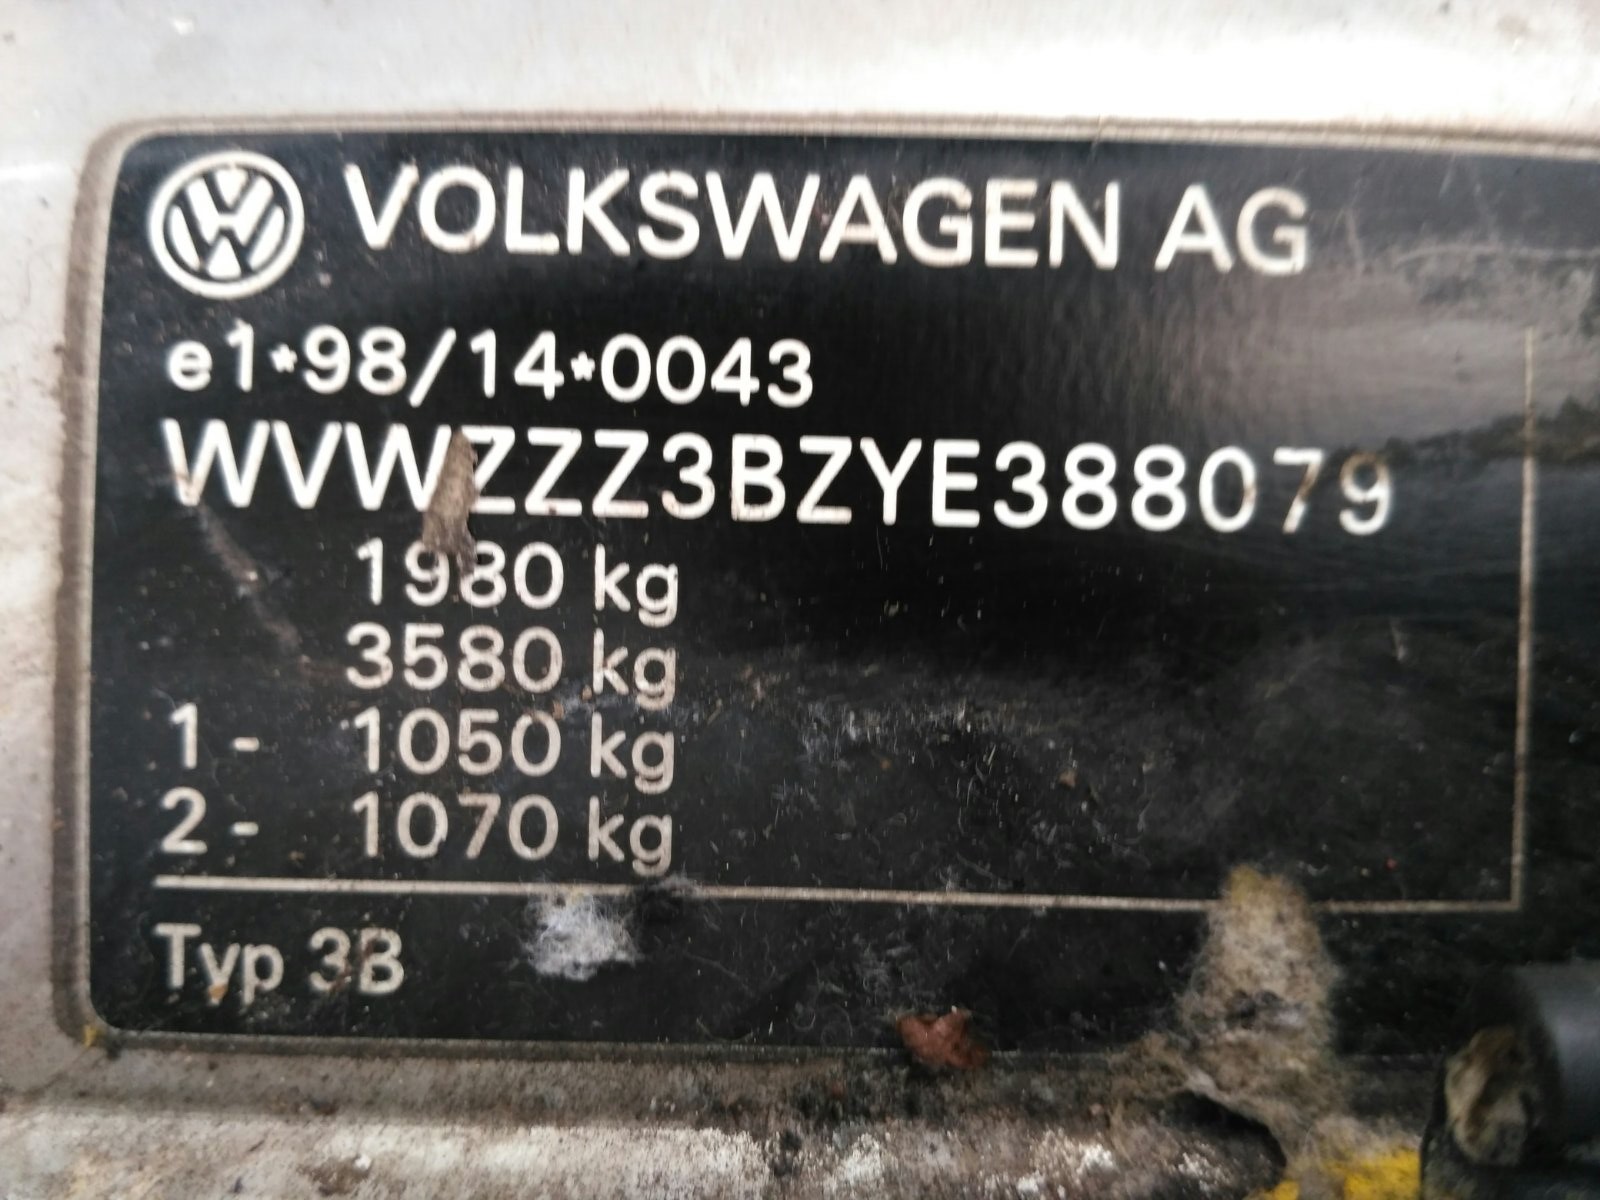 VOLKSWAGEN AG
e1*98/14*0043
WVWZZZ3BZYE388079
1980 kg
3580 kg
1 - 1050 kg
2 - 1070 kg
Typ 3B